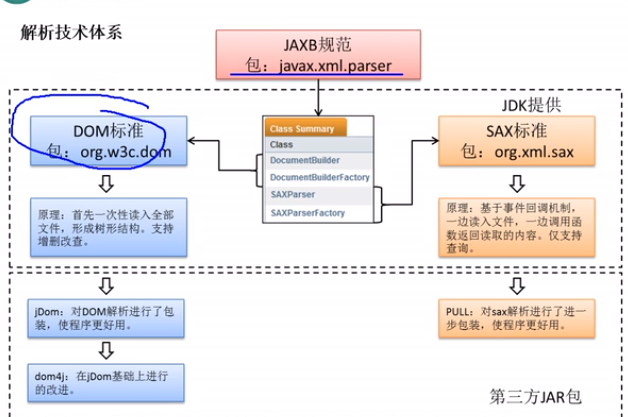 解析技术体系
JAXB规范
包：javax.xml.parser
JDK提供
DOM标准
包：org.w3c.dom
Class Summary
Class
DocumentBuilder
DocumentBuilderFactory
SAXParser
SAXParserFactory
SAX标准
包：org.xml.sax
原理：首先一次性读入全部
文件，形成树形结构。支持
增删改查。
原理：基于事件回调机制，
一边读入文件，一边调用函
数返回读取的内容。仅支持
查询。
jDom：对DOM解析进行了包
装，使程序更好用。
PULL：对sax解析进行了进一
步包装，使程序更好用。
dom4j：在jDom基础上进行
的改进。
第三方JAR包